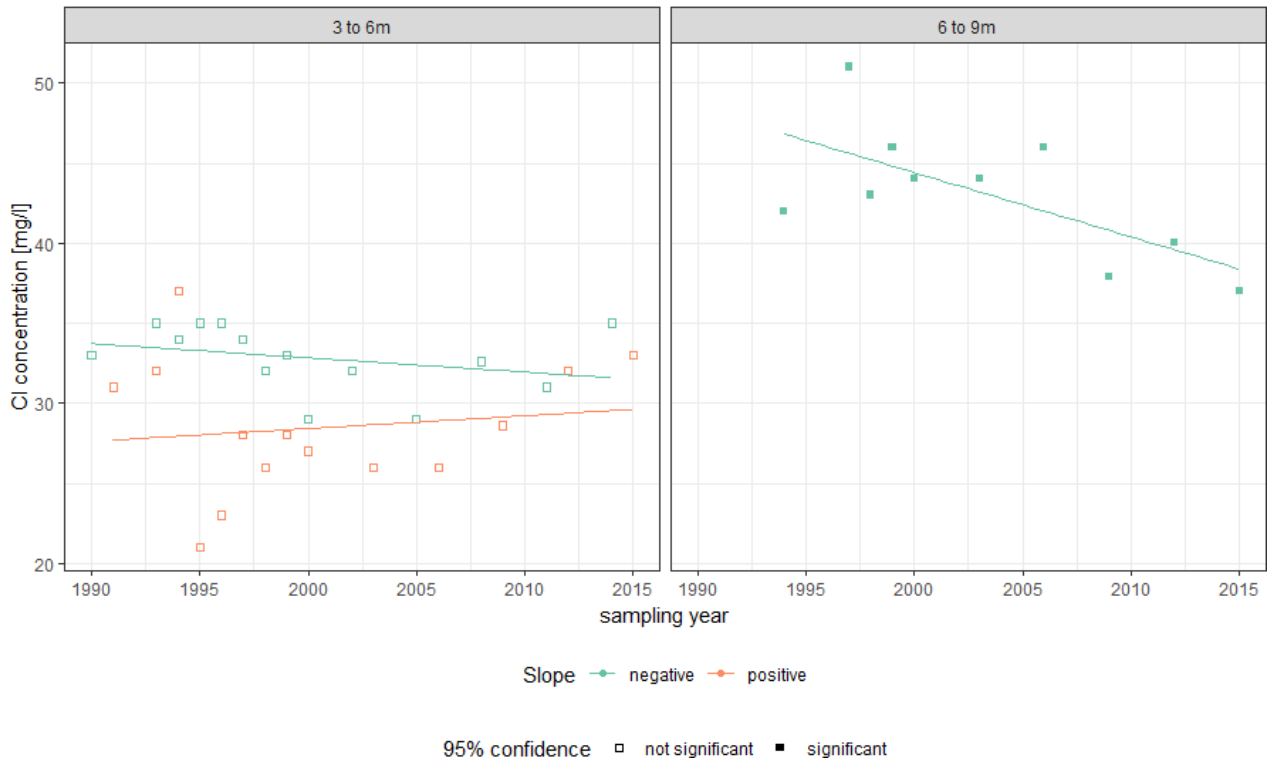 3 to 6m
6 to 9m
Cl concentration [mg/l]
50
40
30
20
1990 1995 2000 2005 2010 2015
1990 1995 2000 2005 2010 2015
sampling year
Slope negative positive
95% confidence not significant significant